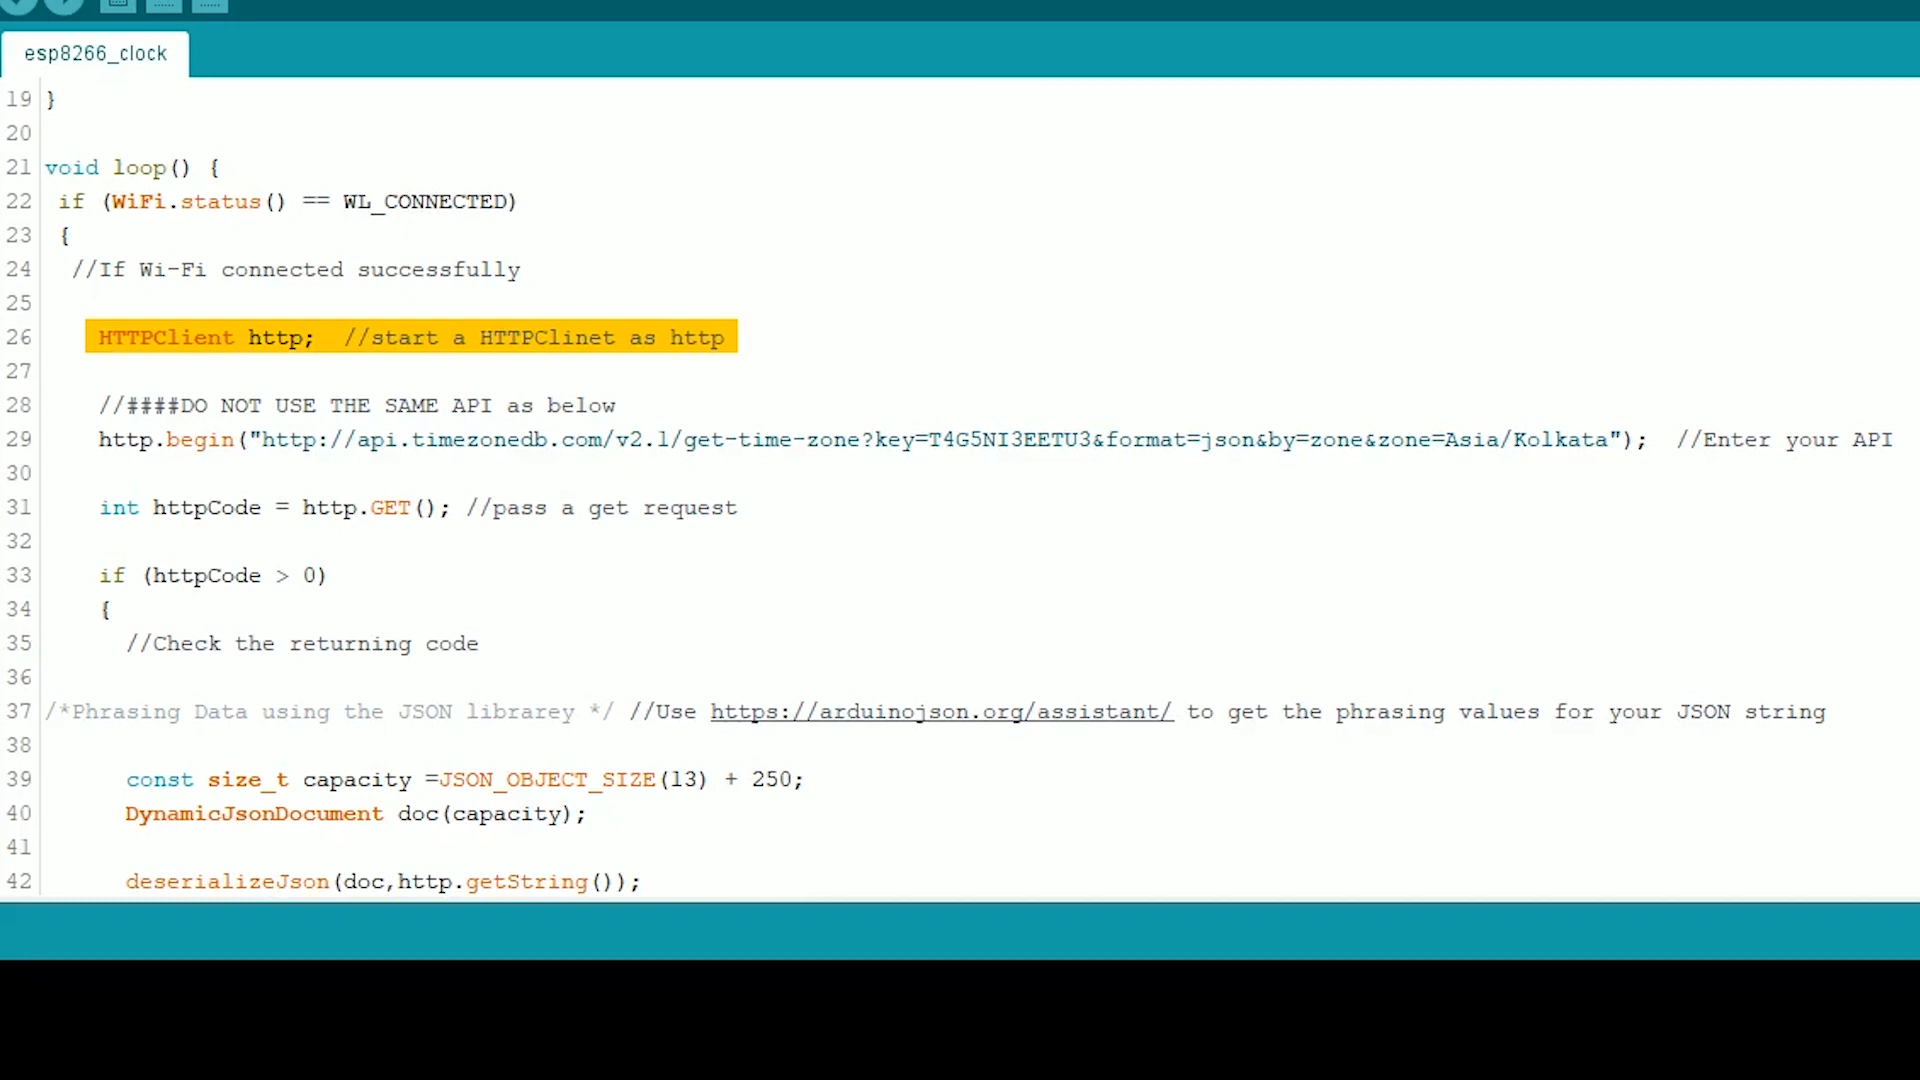 esp8266_clock
19 }
20
21 void loop() {
22 if (WiFi.status() == WL_CONNECTED)
23 {
24 //If Wi-Fi connected successfully
25
26 HTTPClient http; //start a HTTPClinet as http
27
28 //####DO NOT USE THE SAME API as below
29 http.begin("http://api.timezonedb.com/v2.1/get-time-zone?key=T4G5NI3EETU3&format=json&by=zone&zone=Asia/Kolkata"); //Enter your API
30
31 int httpCode = http.GET(); //pass a get request
32
33 if (httpCode > 0)
34 {
35 //Check the returning code
36
37 /*Phrasing Data using the JSON librarey */ //Use https://arduinojson.org/assistant/ to get the phrasing values for your JSON string
38
39 const size_t capacity =JSON_OBJECT_SIZE(13) + 250;
40 DynamicJsonDocument doc(capacity);
41
42 deserializeJson(doc,http.getString());